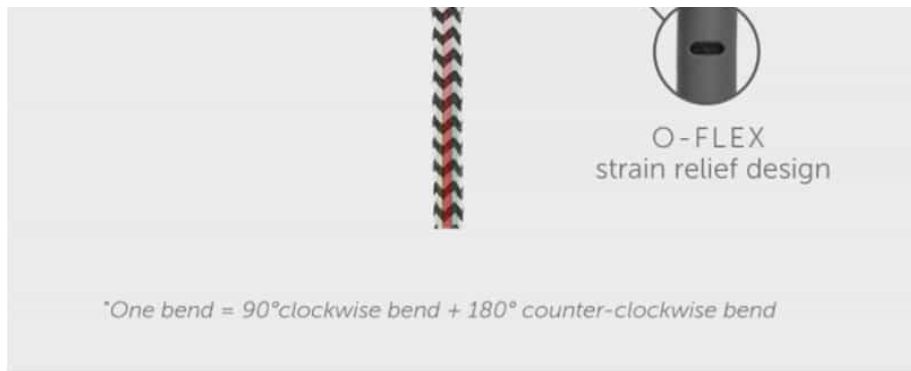 O-FLEX
strain relief design
*One bend = 90°clockwise bend + 180° counter-clockwise bend